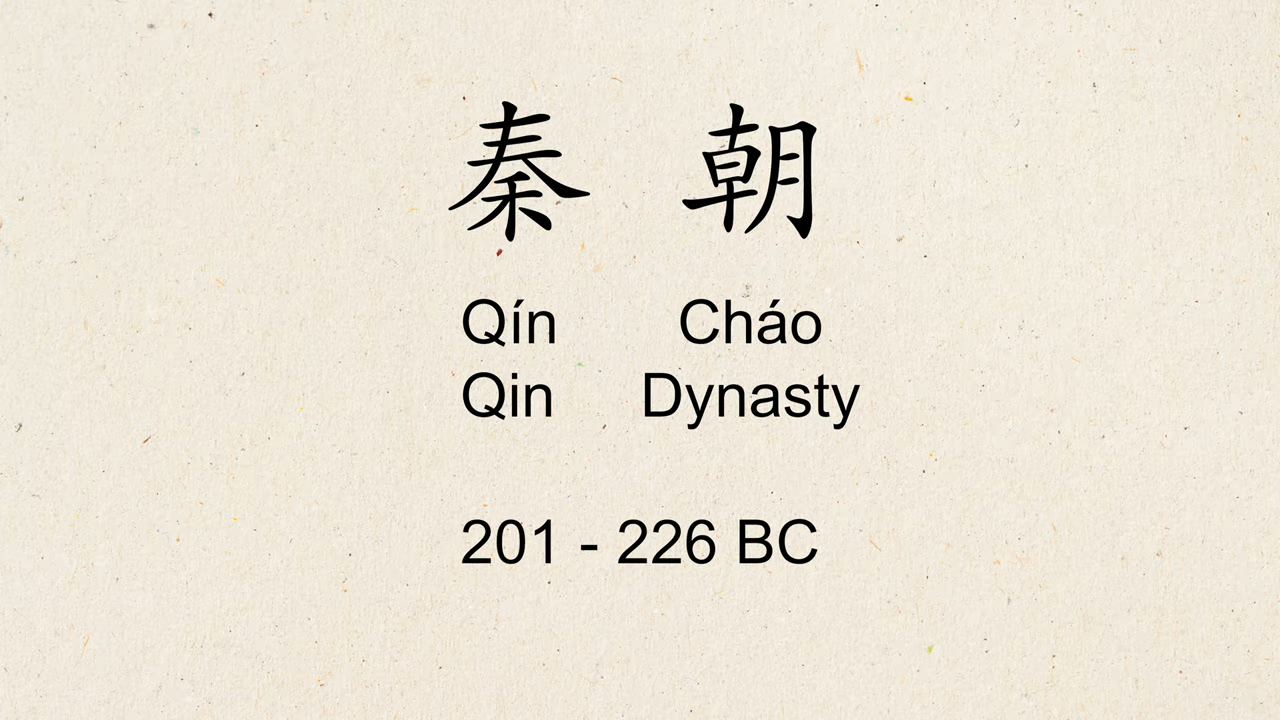 秦 朝
Qín Cháo
Qin Dynasty
201 - 226 BC